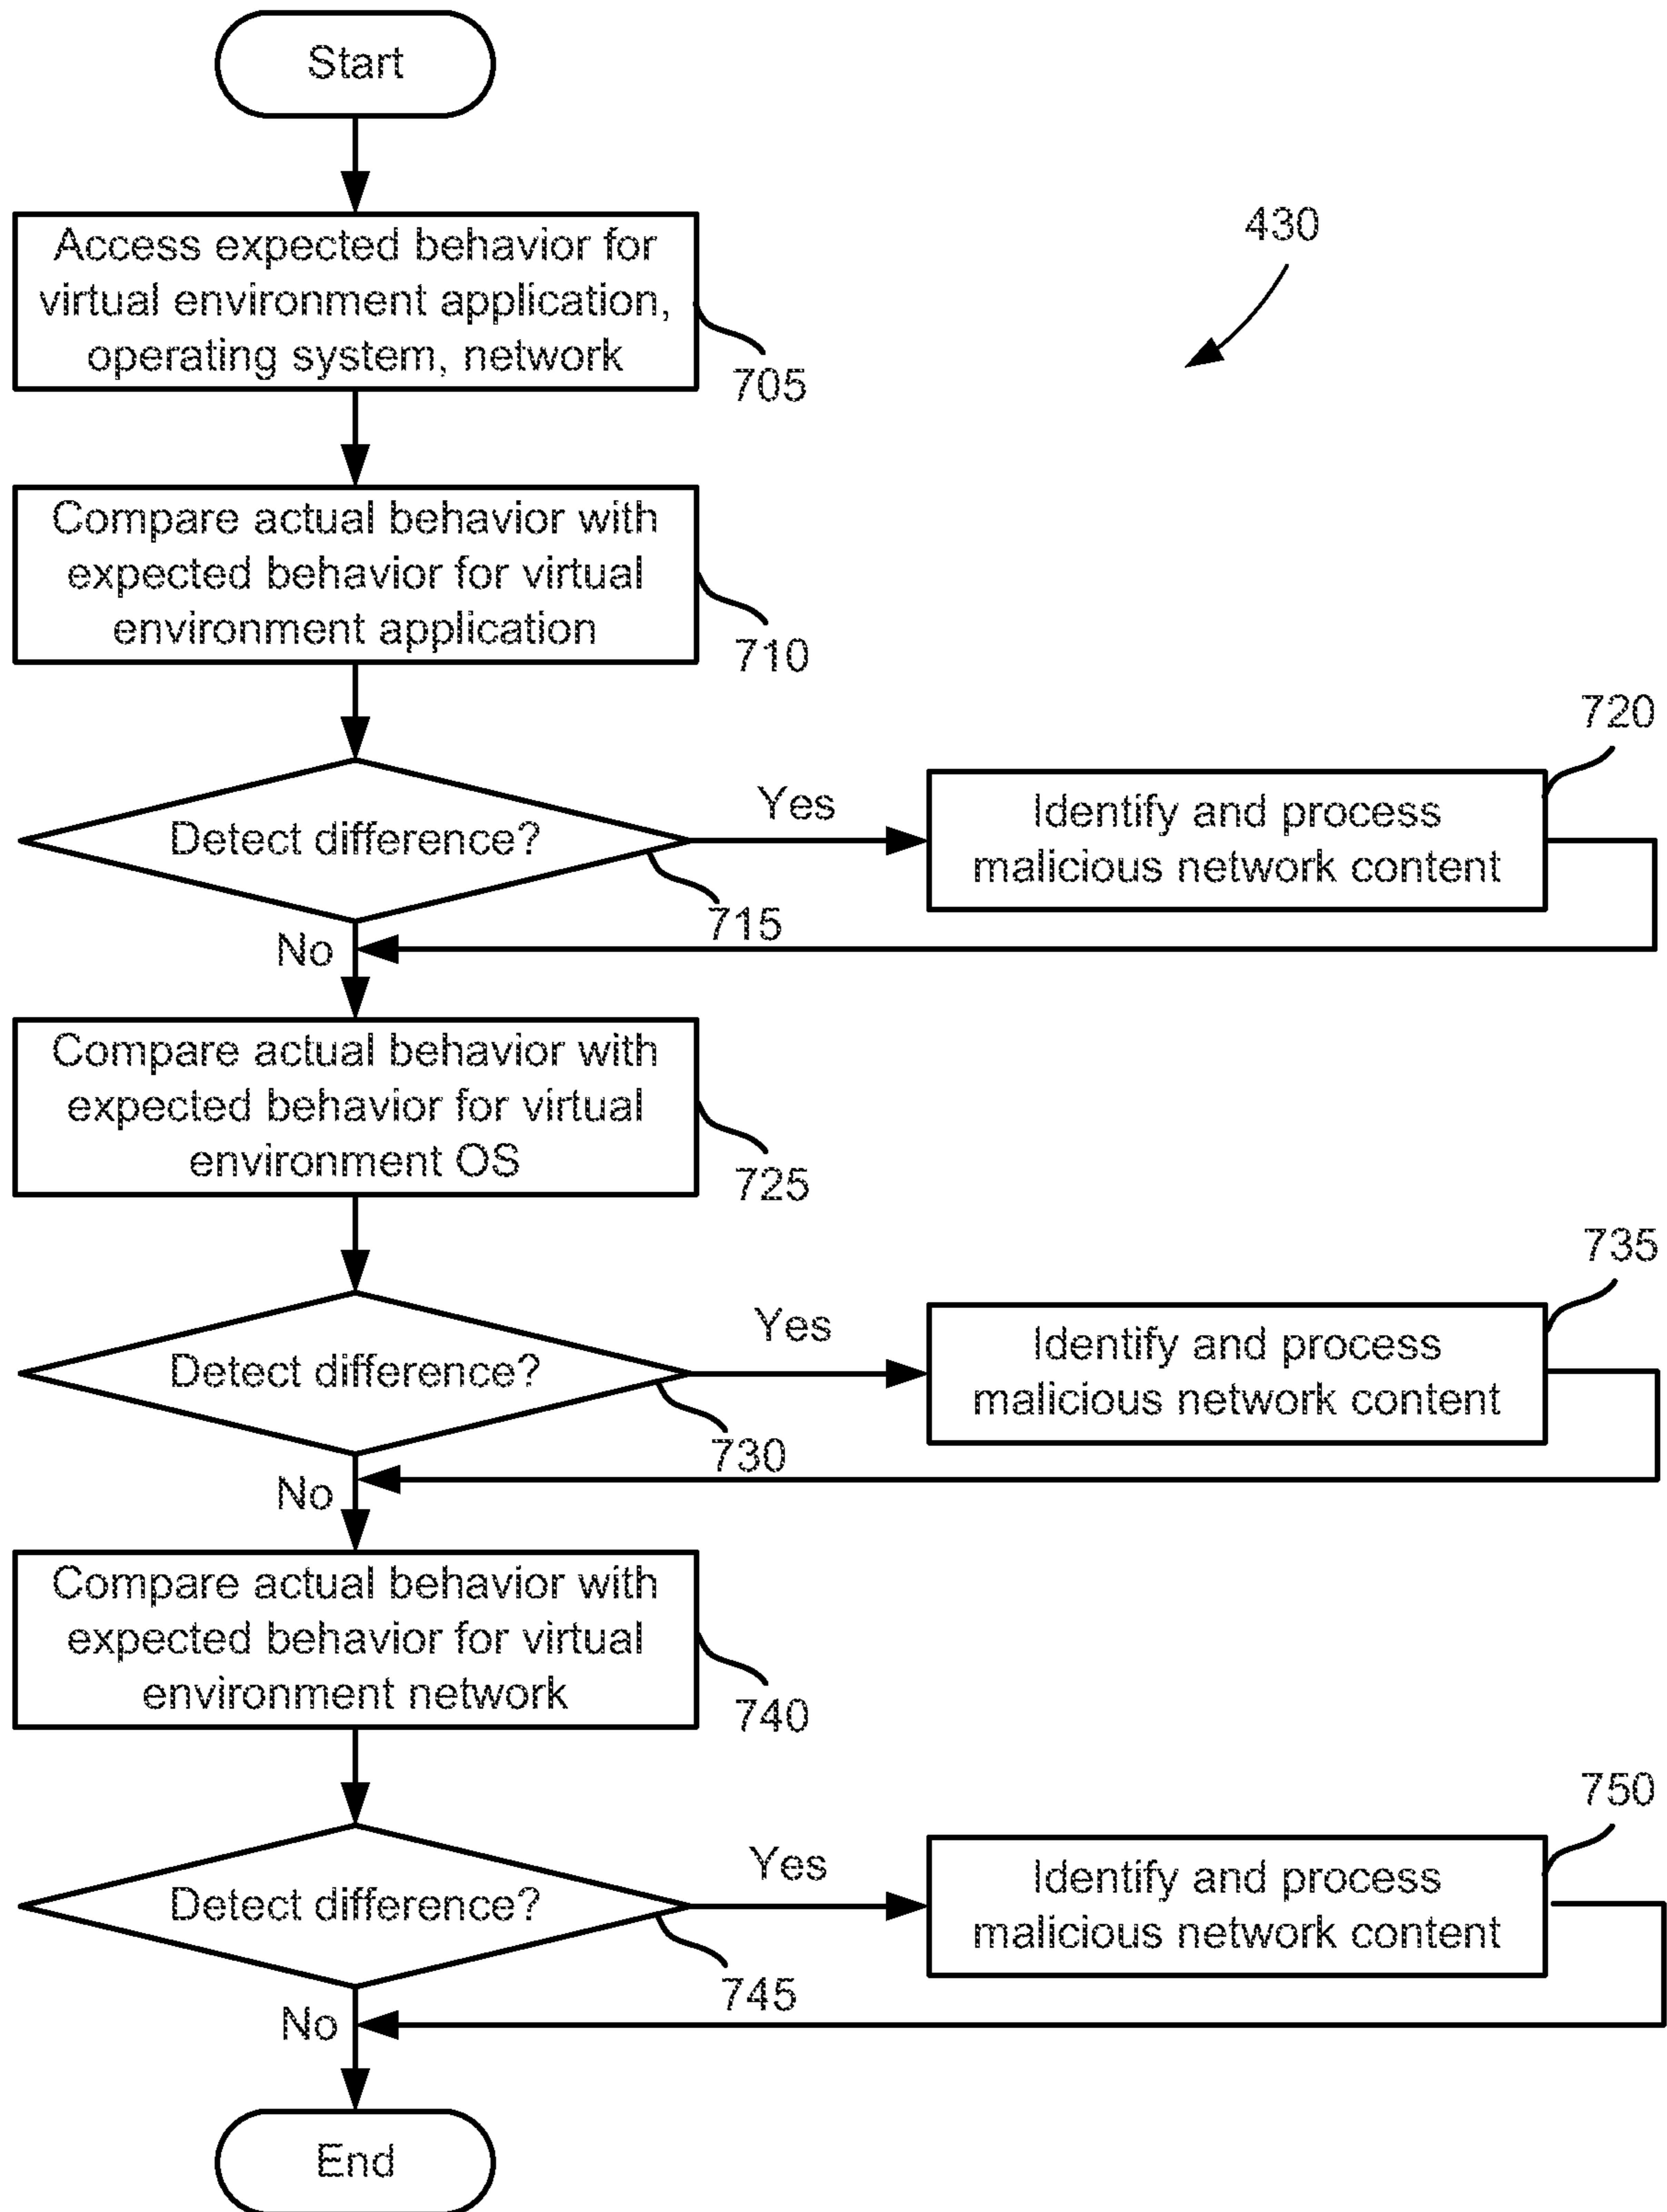 Start
430
Access expected behavior for
virtual environment application,
operating system, network
705
Compare actual behavior with
expected behavior for virtual
environment application
710
720
Yes
Identify and process
malicious network content
Detect difference?
715
No
Compare actual behavior with
expected behavior for virtual
environment OS
725
735
Yes
Identify and process
malicious network content
Detect difference?
730
No
Compare actual behavior with
expected behavior for virtual
environment network
740
750
Yes
Identify and process
malicious network content
Detect difference?
745
No
End